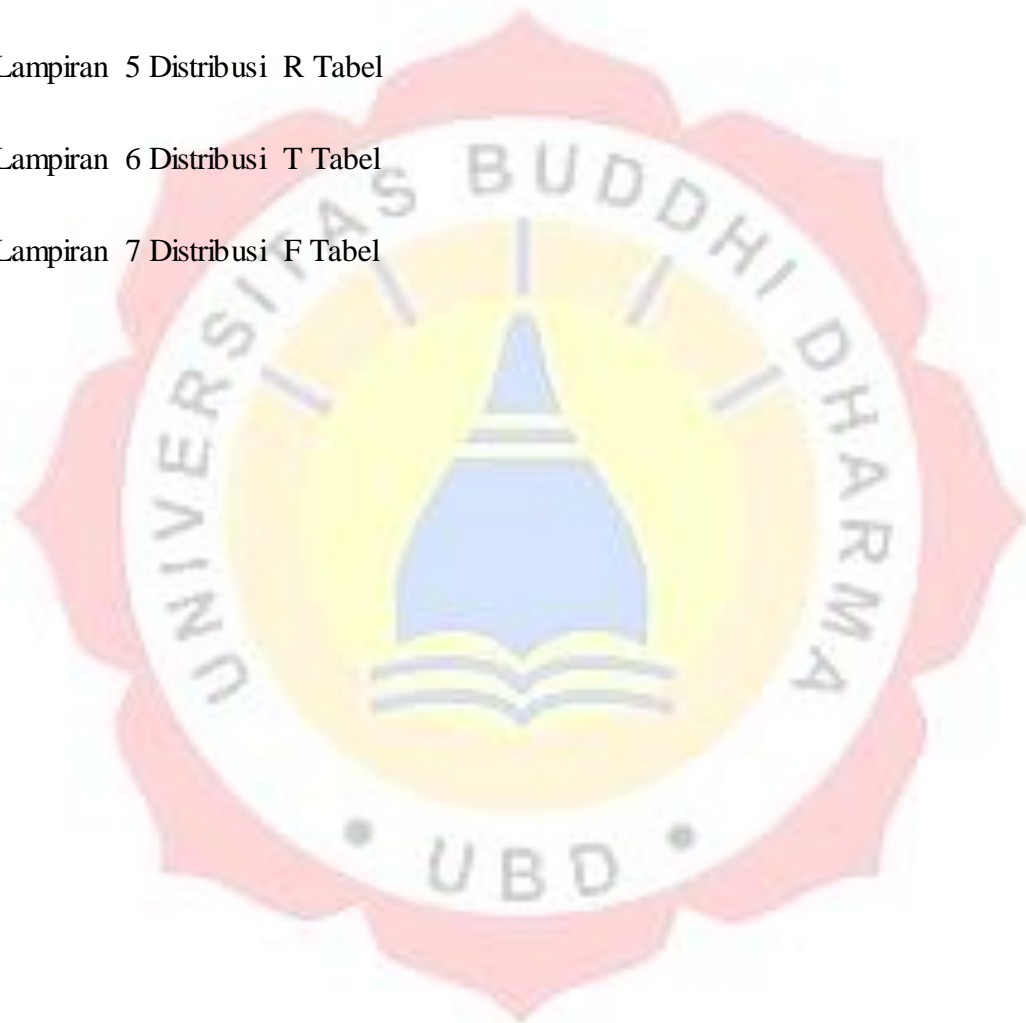 Lampiran 5 Distribusi R Tabel
Lampiran 6 Distribusi T Tabel
Lampiran 7 Distribusi F Tabel
UNIVERSITAS BUDDHI DHARMA
• UBD •